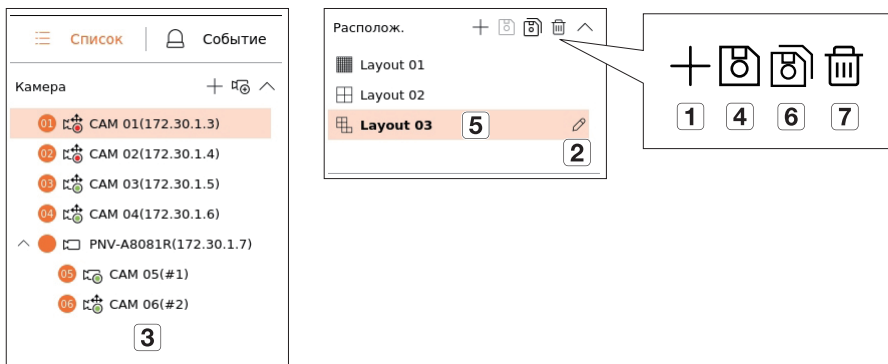 Список
Событие
Камера
01 CAM 01(172.30.1.3)
02 CAM 02(172.30.1.4)
03 CAM 03(172.30.1.5)
04 CAM 04(172.30.1.6)
PNV-A8081R(172.30.1.7)
05 CAM 05(#1)
06 CAM 06(#2)
3
Располож.
Layout 01
Layout 02
Layout 03 5
2
1 4 6 7